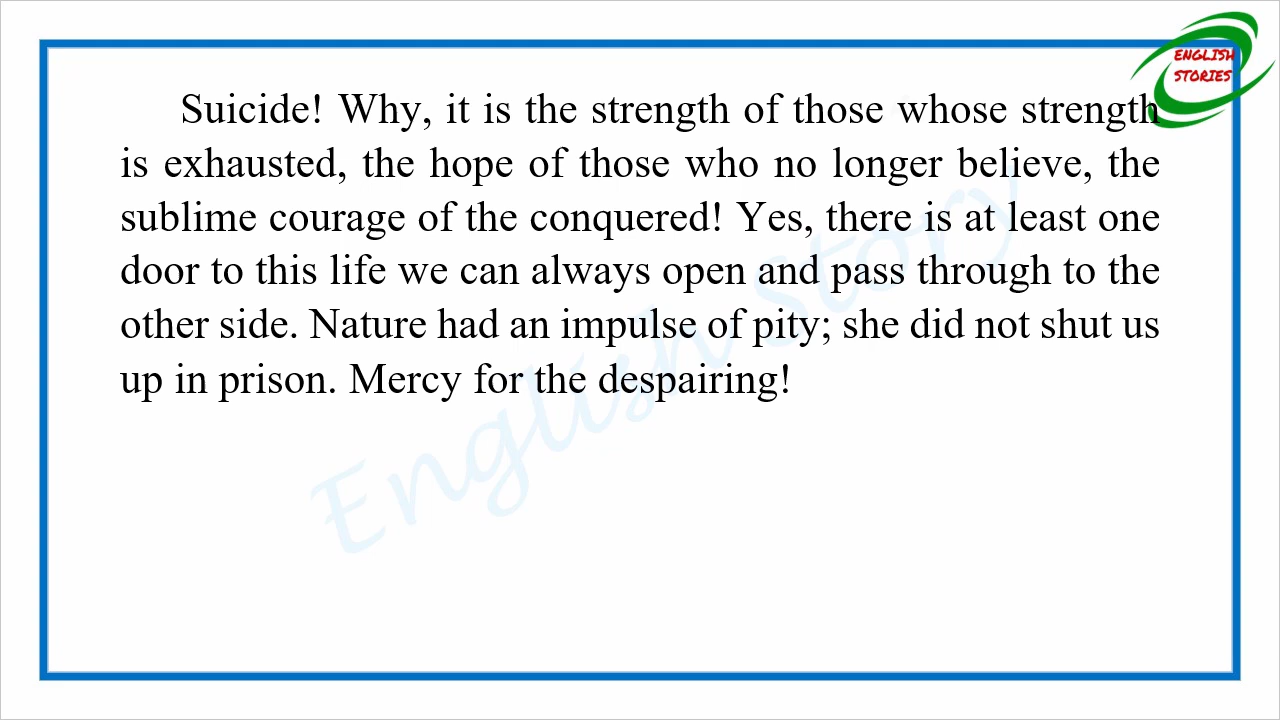 ENGLISH
STORIES
Suicide! Why, it is the strength of those whose strength
is exhausted, the hope of those who no longer believe, the
sublime courage of the conquered! Yes, there is at least one
door to this life we can always open and pass through to the
other side. Nature had an impulse of pity; she did not shut us
up in prison. Mercy for the despairing!
English Story